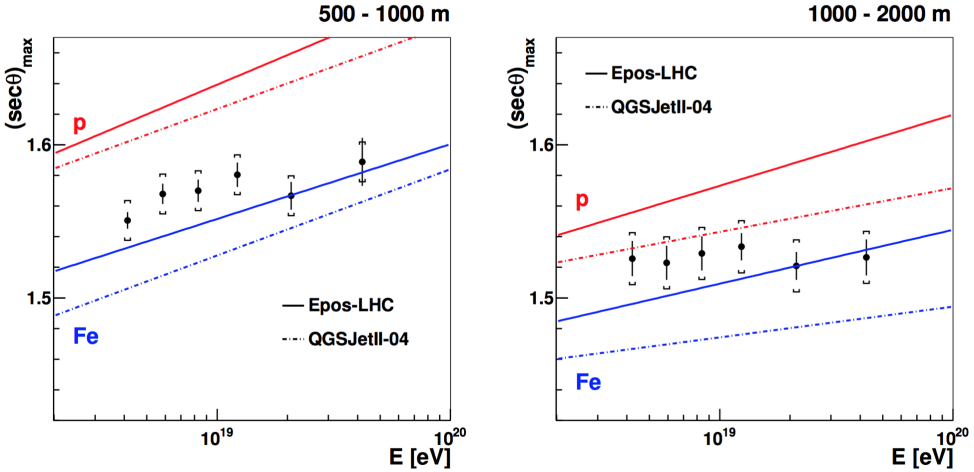 500 - 1000 m
(secθ)max
1.6
1.5
p
Fe
Epos-LHC
QGSJetII-04
10^19
10^20
E [eV]
1000 - 2000 m
(secθ)max
1.6
1.5
Epos-LHC
QGSJetII-04
p
Fe
10^19
10^20
E [eV]